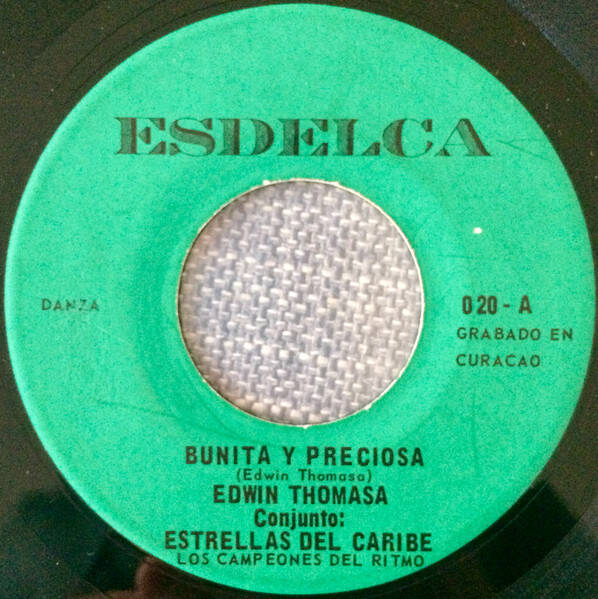 ESDELCA
DANZA
020 - A
GRABADO EN
CURACAO
BUNITA Y PRECIOSA
(Edwin Thomasa)
EDWIN THOMASA
Conjunto:
ESTRELLAS DEL CARIBE
LOS CAMPEONES DEL RITMO